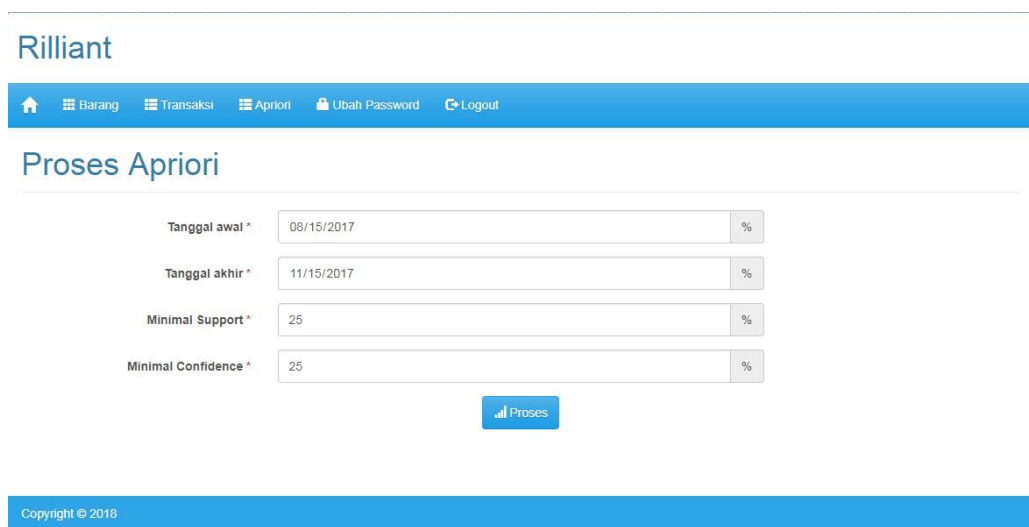 Rilliant
Barang Transaksi Apriori Ubah Password Logout
Proses Apriori
Tanggal awal * 08/15/2017 %
Tanggal akhir * 11/15/2017 %
Minimal Support * 25 %
Minimal Confidence * 25 %
Proses
Copyright © 2018